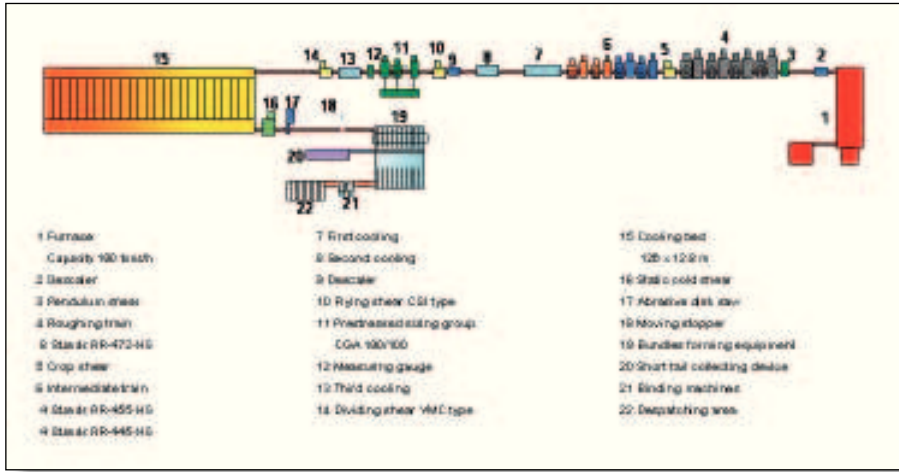 15
14
13
12
11
10
9
8
7
6
5
4
3
2
1
16
17
18
19
20
21
22
1 Furnace
Capacity 180 tons/h
2 Descaler
3 Pendulum shear
4 Roughing train
8 Stands RR-472-HS
5 Crop shear
6 Intermediate train
4 Stands RR-455-HS
4 Stands RR-445-HS
7 First cooling
8 Second cooling
9 Descaler
10 Flying shear CSI type
11 Prestressed sizing group
CGA 180/100
12 Measuring gauge
13 Third cooling
14 Dividing shear VMC type
15 Cooling bed
126 x 12.8 m
16 Static cold shear
17 Abrasive disk saw
18 Moving stopper
19 Bundles forming equipment
20 Short tail collecting device
21 Binding machines
22 Despatching area